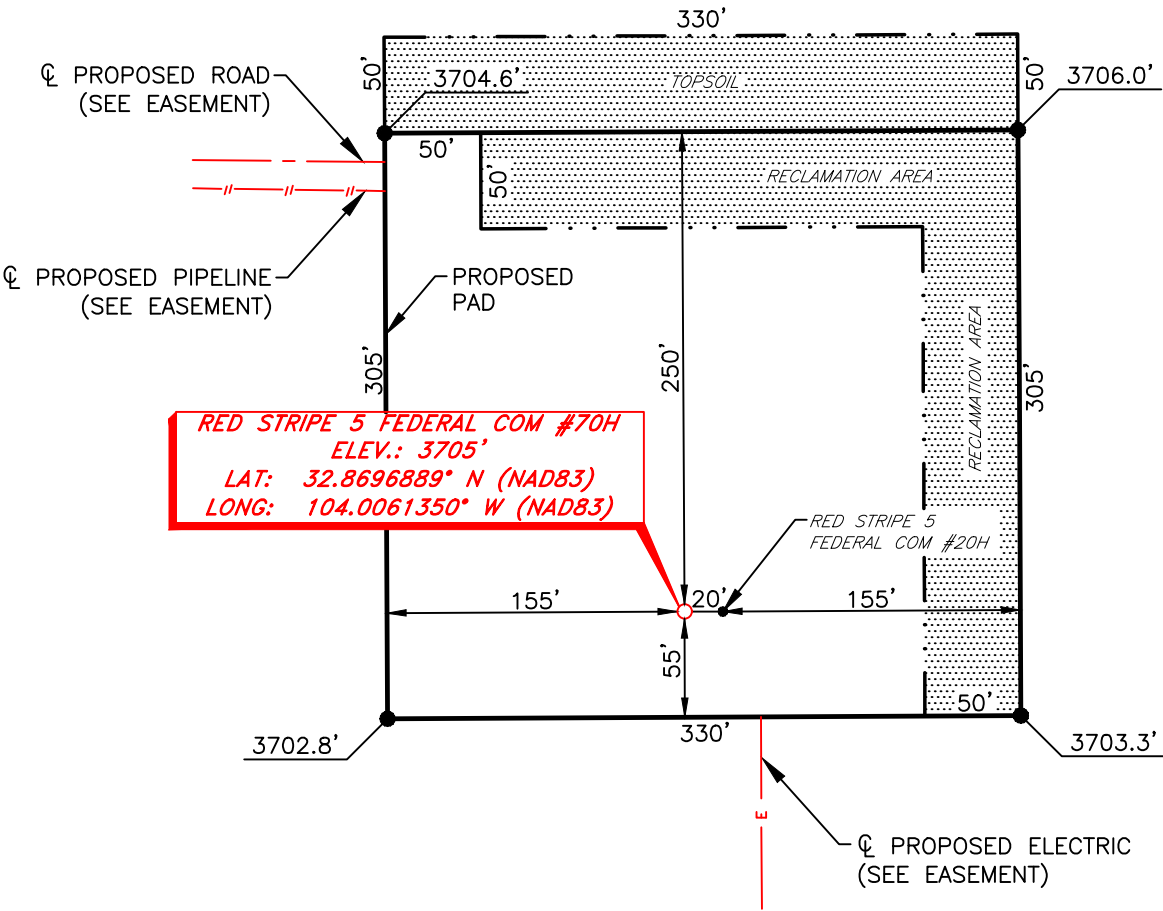 330'
50'
50'
℄ PROPOSED ROAD
(SEE EASEMENT)
3704.6'
TOPSOIL
3706.0'
50'
50'
RECLAMATION AREA
℄ PROPOSED PIPELINE
(SEE EASEMENT)
PROPOSED
PAD
305'
250'
RECLAMATION AREA
305'
RED STRIPE 5 FEDERAL COM #70H
ELEV.: 3705'
LAT: 32.8696889° N (NAD83)
LONG: 104.0061350° W (NAD83)
RED STRIPE 5
FEDERAL COM #20H
155'
20'
155'
55'
50'
330'
3702.8'
3703.3'
E
℄ PROPOSED ELECTRIC
(SEE EASEMENT)